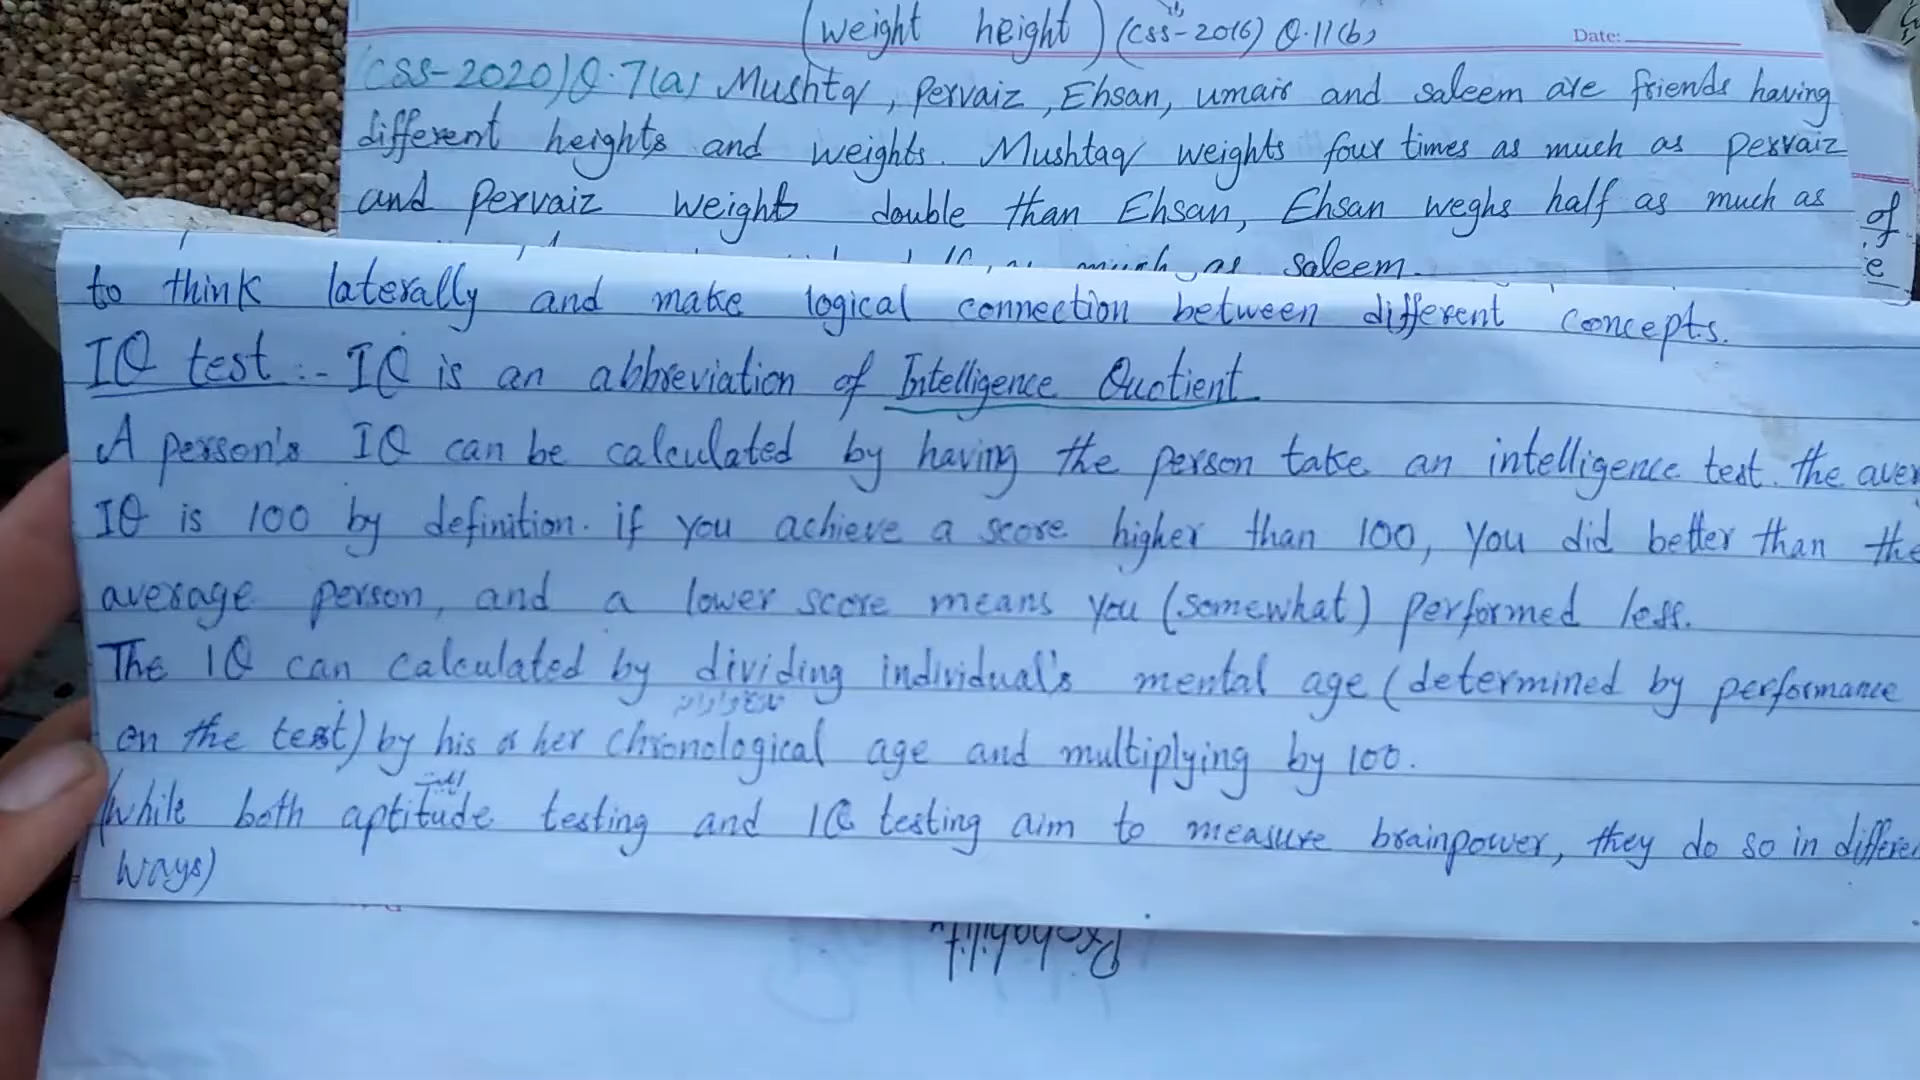 (weight height) (CSS-2016) Q.11(b)
Date:
(CSS-2020) Q.7(a) Mushtq, pervaiz, Ehsan, umair and saleem are friends having
different heights and weights. Mushtaq weights four times as much as pervaiz
and pervaiz weight double than Ehsan, Ehsan weghs half as much as
much as saleem.
of
e
to think laterally and make logical connection between different concepts.
IQ test :- IQ is an abbreviation of Intelligence Quotient.
A person's IQ can be calculated by having the person take an intelligence test. the aver
IQ is 100 by definition. if you achieve a score higher than 100, you did better than the
average person, and a lower score means you (somewhat) performed less.
The IQ can calculated by dividing individual's mental age (determined by performance
on the test) by his or her chronological age and multiplying by 100.
(while both aptitude testing and IQ testing aim to measure brainpower, they do so in differen
ways)
Probability